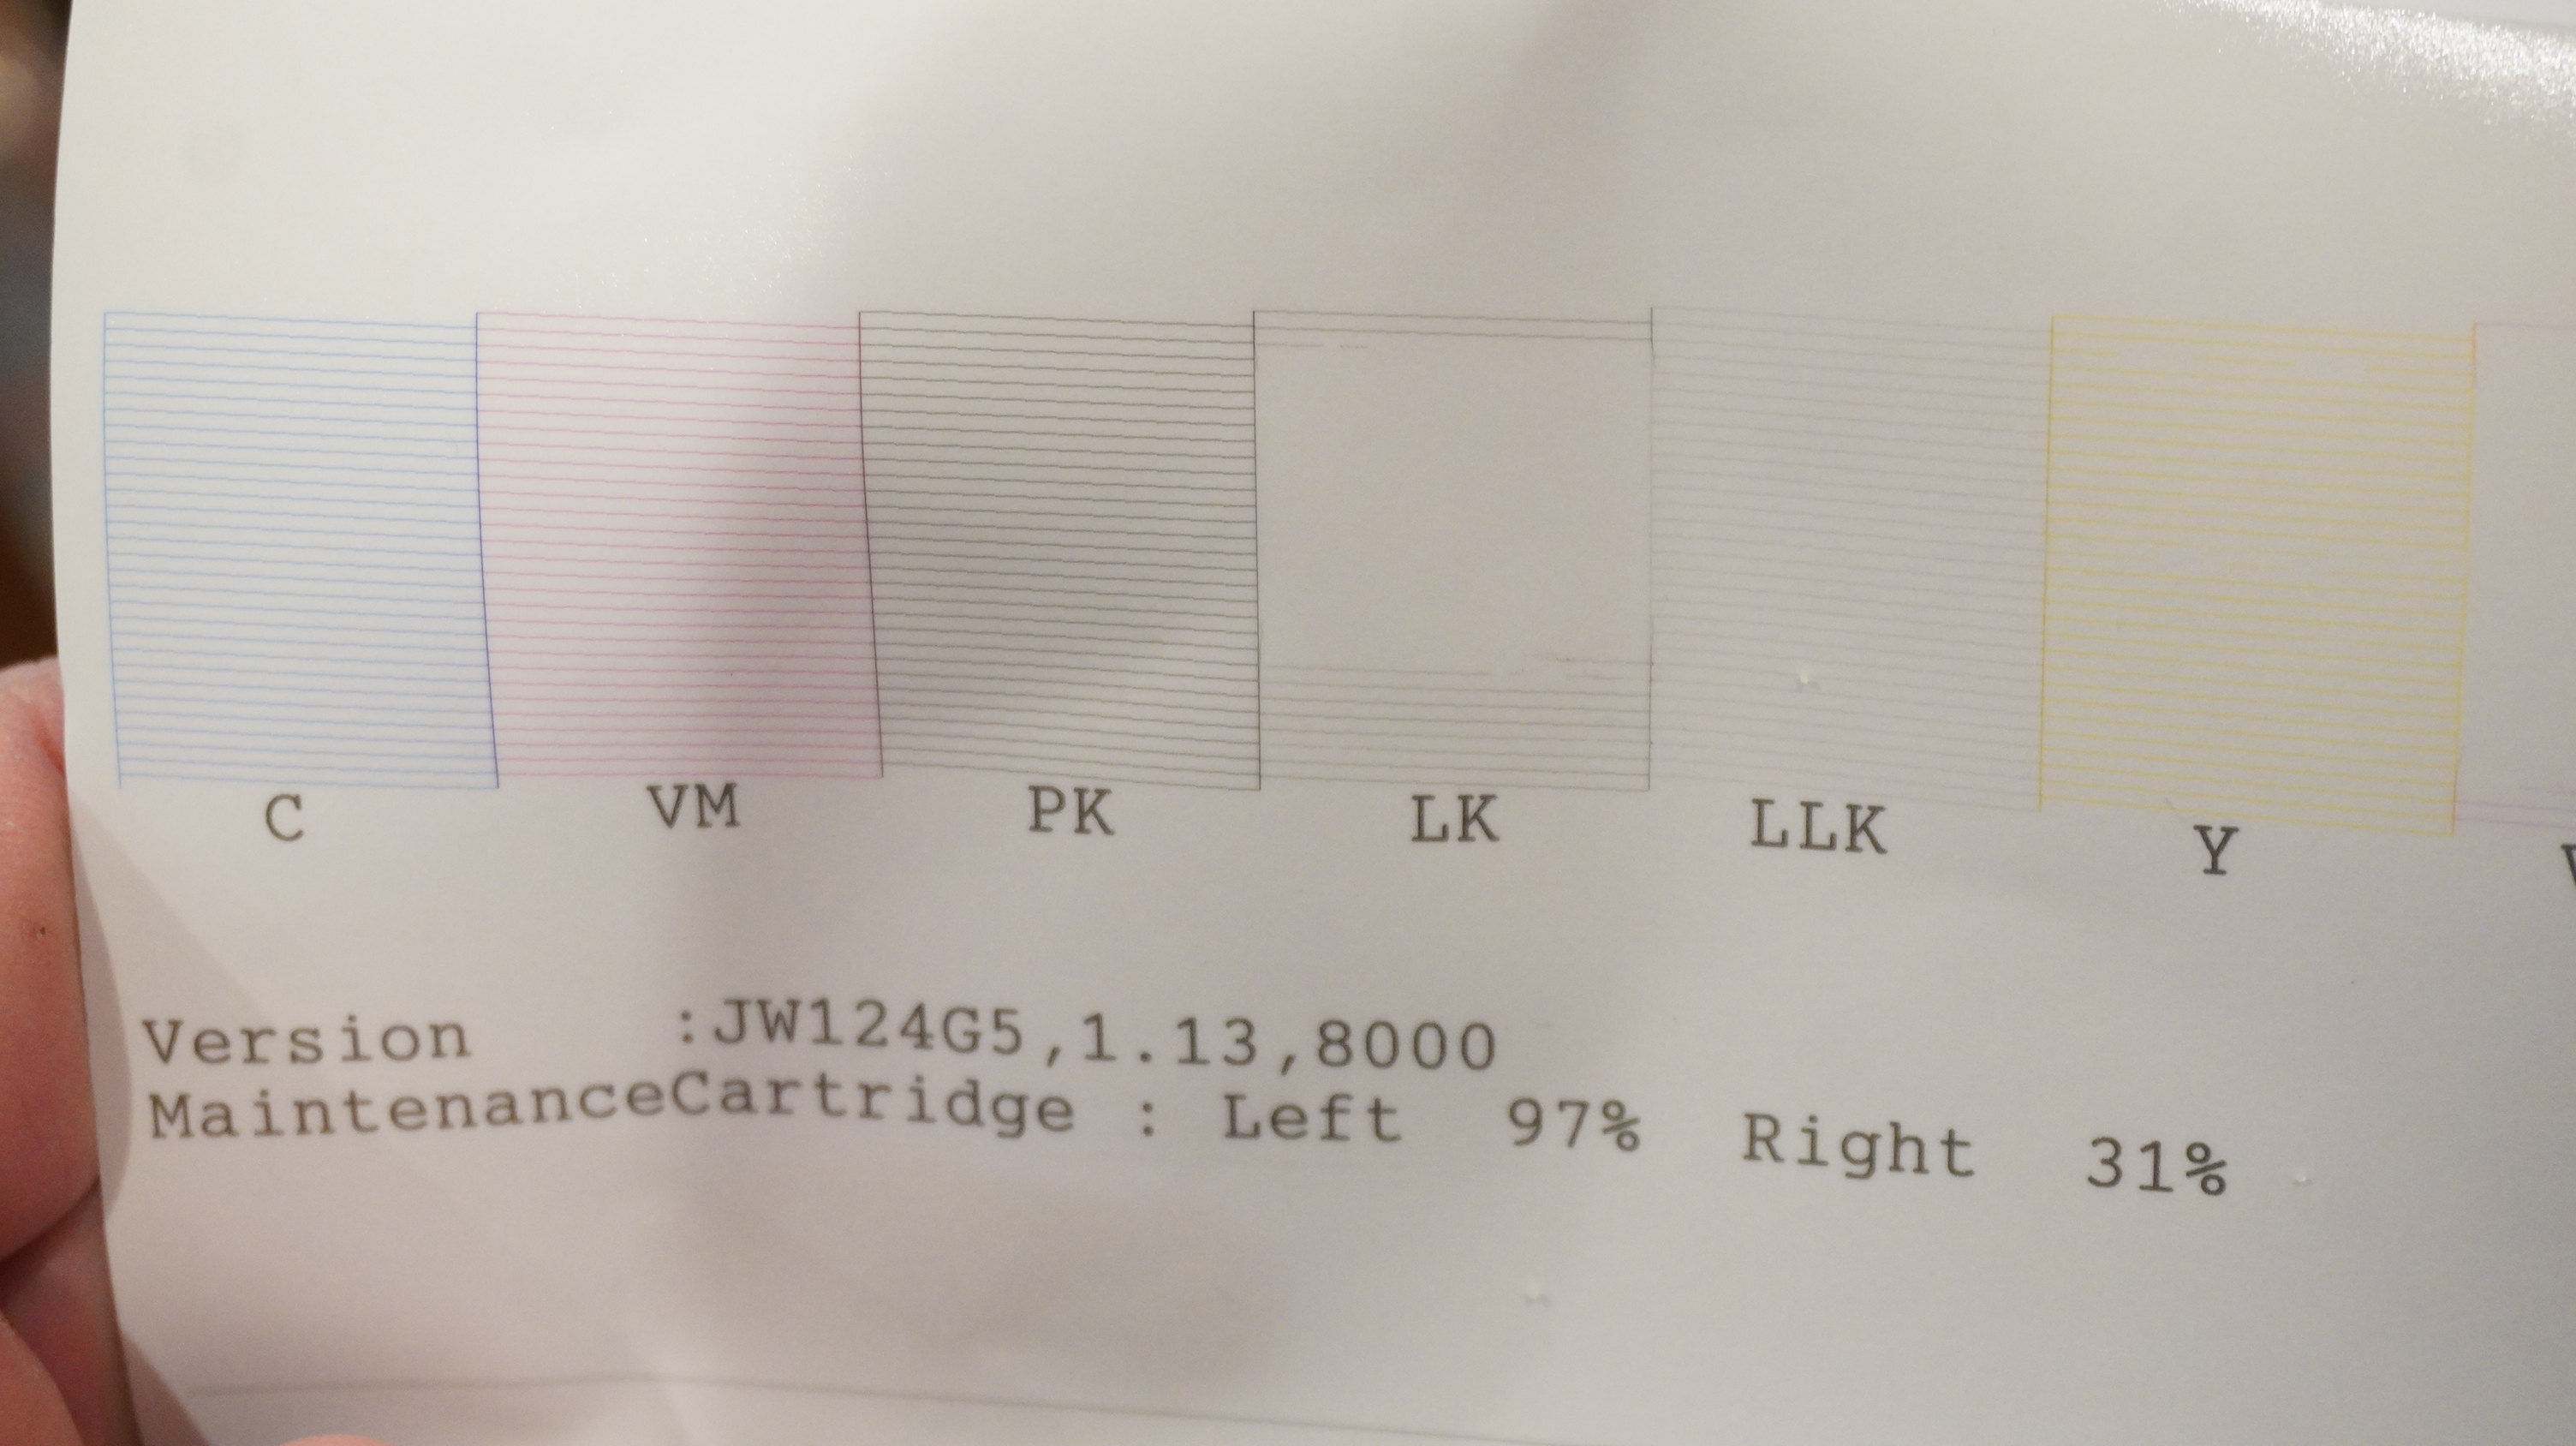 C VM PK LK LLK Y
Version :JW124G5,1.13,8000
MaintenanceCartridge : Left 97% Right 31%